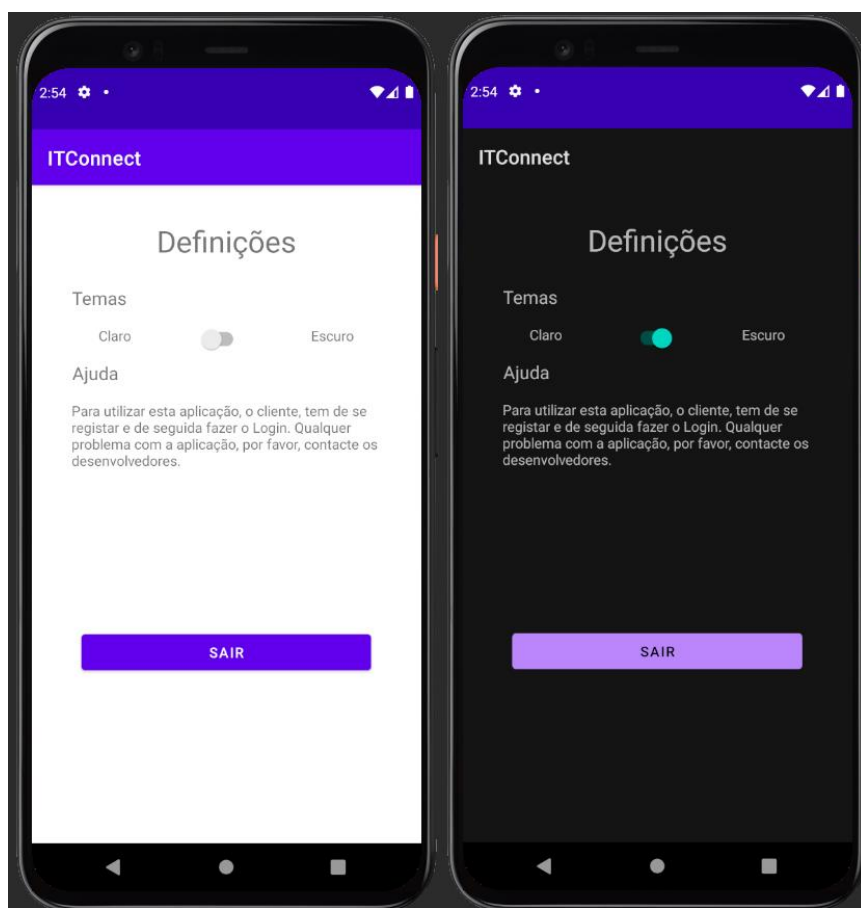 2:54
ITConnect
Definições
Temas
Claro Escuro
Ajuda
Para utilizar esta aplicação, o cliente, tem de se
registar e de seguida fazer o Login. Qualquer
problema com a aplicação, por favor, contacte os
desenvolvedores.
SAIR
2:54
ITConnect
Definições
Temas
Claro Escuro
Ajuda
Para utilizar esta aplicação, o cliente, tem de se
registar e de seguida fazer o Login. Qualquer
problema com a aplicação, por favor, contacte os
desenvolvedores.
SAIR